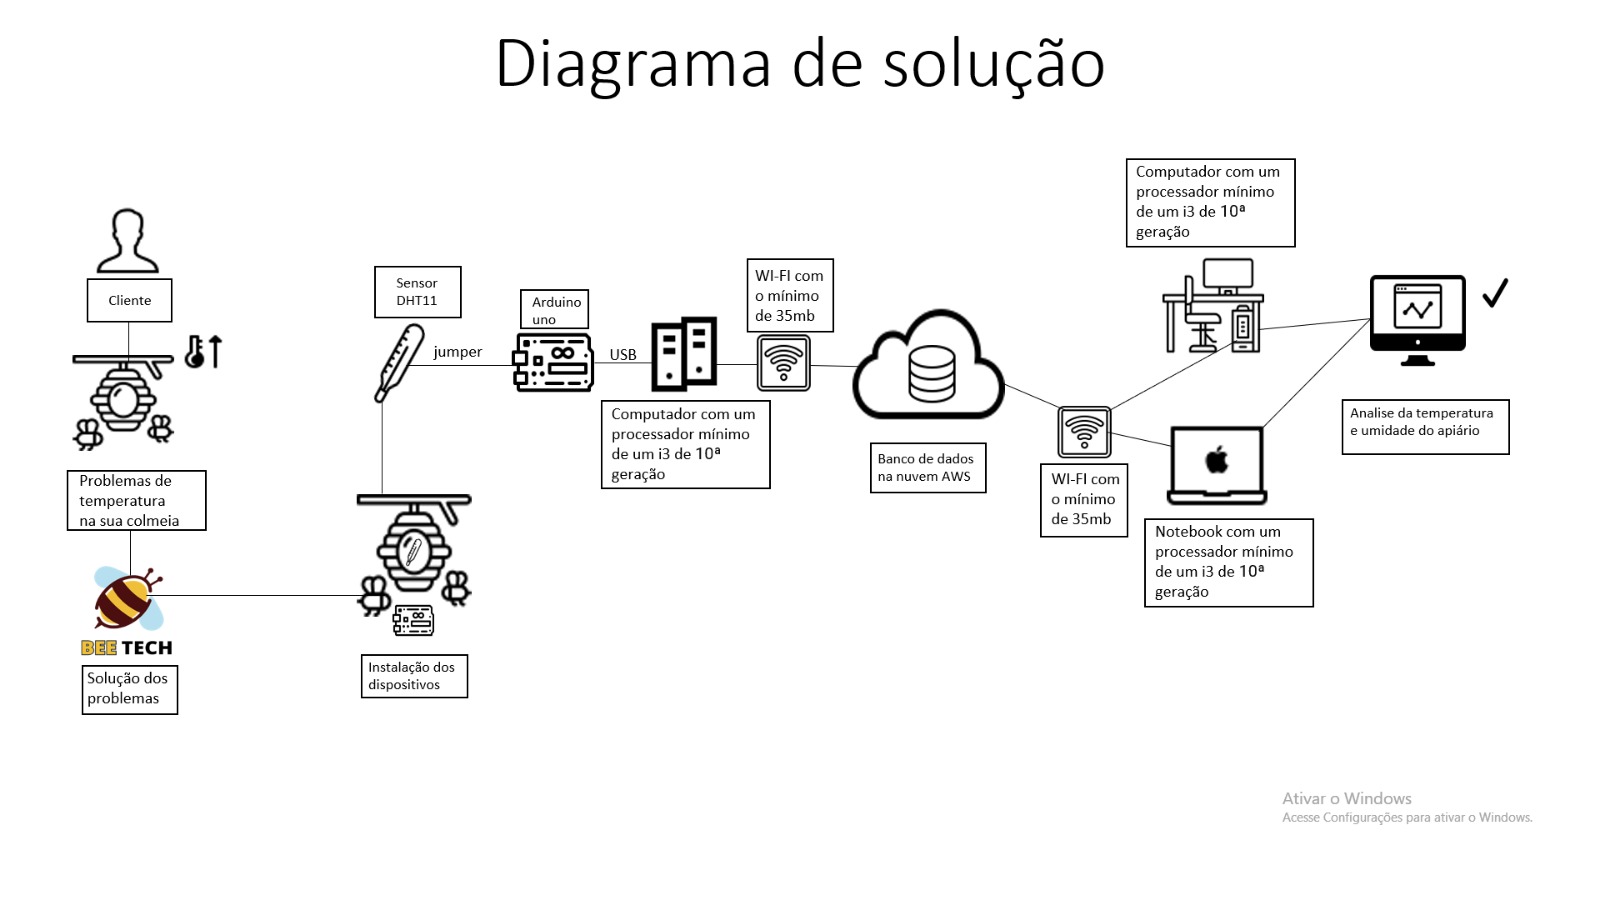 Diagrama de solução
Cliente
Problemas de
temperatura
na sua colmeia
BEE TECH
Solução dos
problemas
Instalação dos
dispositivos
Sensor
DHT11
jumper
Arduino
uno
USB
Computador com um
processador mínimo
de um i3 de 10ª
geração
WI-FI com
o mínimo
de 35mb
Banco de dados
na nuvem AWS
WI-FI com
o mínimo
de 35mb
Computador com um
processador mínimo
de um i3 de 10ª
geração
Notebook com um
processador mínimo
de um i3 de 10ª
geração
Analise da temperatura
e umidade do apiário
Ativar o Windows
Acesse Configurações para ativar o Windows.